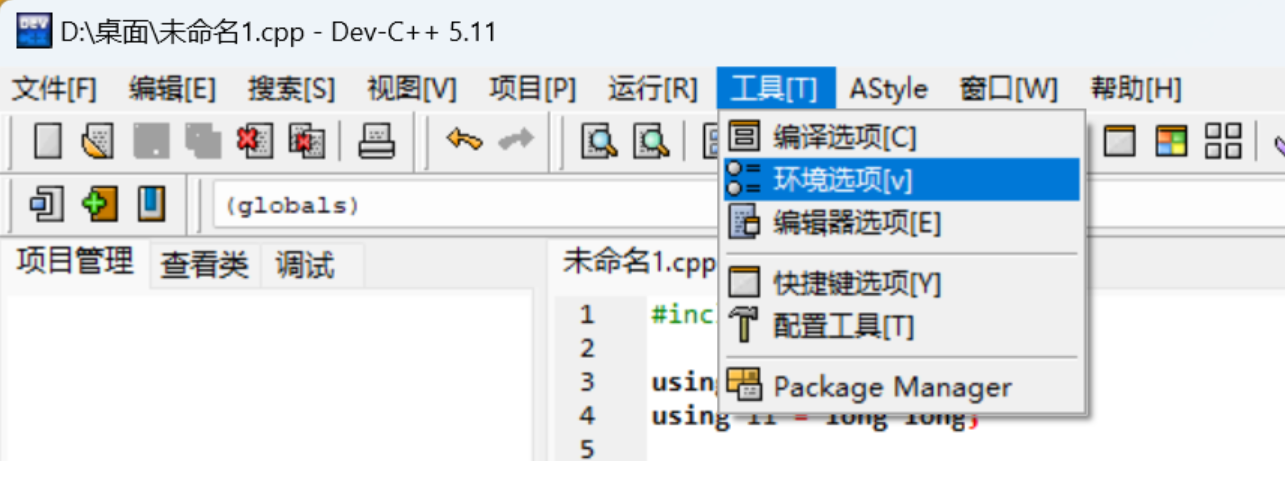 D:\桌面\未命名1.cpp - Dev-C++ 5.11
文件[F] 编辑[E] 搜索[S] 视图[V] 项目[P] 运行[R] 工具[T] AStyle 窗口[W] 帮助[H]
编译选项[C]
环境选项[v]
编辑器选项[E]
快捷键选项[Y]
配置工具[T]
Package Manager
(globals)
项目管理 查看类 调试
未命名1.cpp
1 #inc
2
3 using
4 using ll = long long;
5